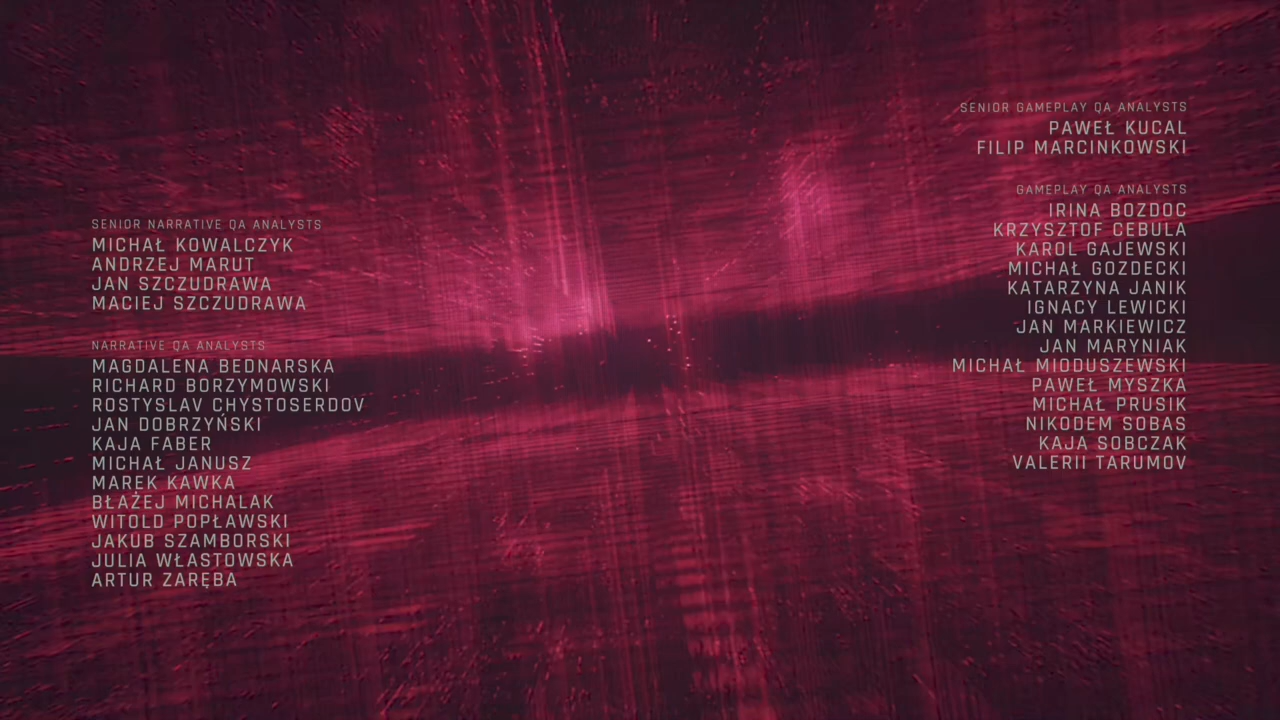 SENIOR NARRATIVE QA ANALYSTS
MICHAŁ KOWALCZYK
ANDRZEJ MARUT
JAN SZCZUDRAWA
MACIEJ SZCZUDRAWA
NARRATIVE QA ANALYSTS
MAGDALENA BEDNARSKA
RICHARD BORZYMOWSKI
ROSTYSLAV CHYSTOSERDOV
JAN DOBRZYŃSKI
KAJA FABER
MICHAŁ JANUSZ
MAREK KAWKA
BŁAŻEJ MICHALAK
WITOLD POPŁAWSKI
JAKUB SZAMBORSKI
JULIA WŁASTOWSKA
ARTUR ZARĘBA
SENIOR GAMEPLAY QA ANALYSTS
PAWEŁ KUCAL
FILIP MARCINKOWSKI
GAMEPLAY QA ANALYSTS
IRINA BOZDOC
KRZYSZTOF CEBULA
KAROL GAJEWSKI
MICHAŁ GOZDECKI
KATARZYNA JANIK
IGNACY LEWICKI
JAN MARKIEWICZ
JAN MARYNIAK
MICHAŁ MIODUSZEWSKI
PAWEŁ MYSZKA
MICHAŁ PRUSIK
NIKODEM SOBAS
KAJA SOBCZAK
VALERII TARUMOV